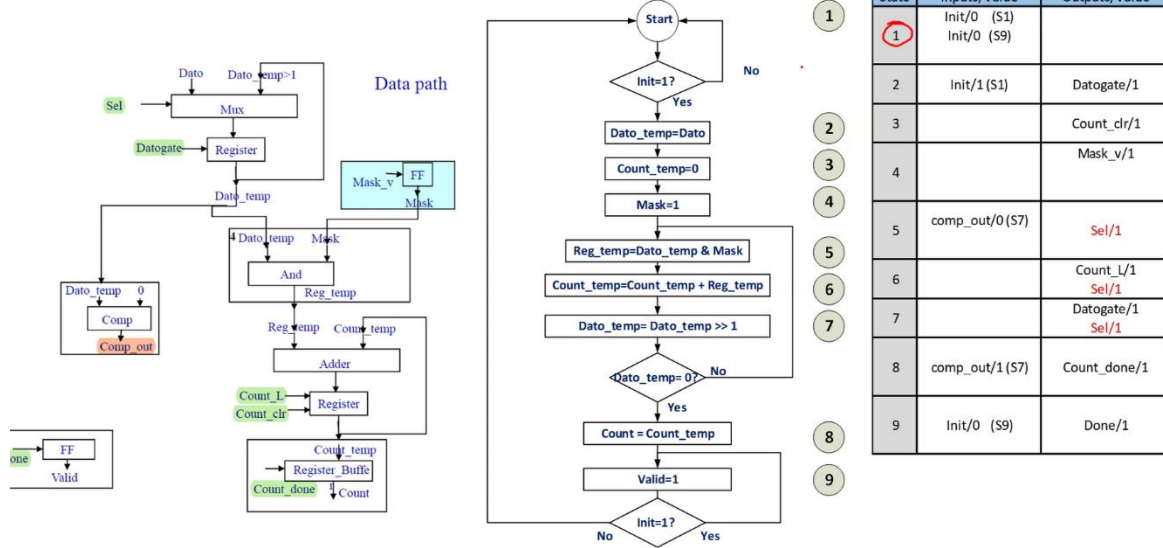 Data path
Dato
Dato_temp>1
Sel
Mux
Datogate
Register
Dato_temp
Mask_v
FF
Mask
4 Dato_temp
Mask
And
Reg_temp
Dato_temp
0
Comp
Comp_out
Reg_temp
Count_temp
Adder
Count_L
Count_clr
Register
Count_temp
Register_Buffe
r
Count_done
Count
one
FF
Valid
Start
Init=1?
No
Yes
Dato_temp=Dato
Count_temp=0
Mask=1
Reg_temp=Dato_temp & Mask
Count_temp=Count_temp + Reg_temp
Dato_temp= Dato_temp >> 1
Dato_temp= 0?
No
Yes
Count = Count_temp
Valid=1
Init=1?
No
Yes
1
2
3
4
5
6
7
8
9
State Inputs/Value Outputs/Value
1 Init/0 (S1)
Init/0 (S9)
2 Init/1 (S1) Datogate/1
3 Count_clr/1
4 Mask_v/1
5 comp_out/0 (S7) Sel/1
6 Count_L/1
Sel/1
7 Datogate/1
Sel/1
8 comp_out/1 (S7) Count_done/1
9 Init/0 (S9) Done/1